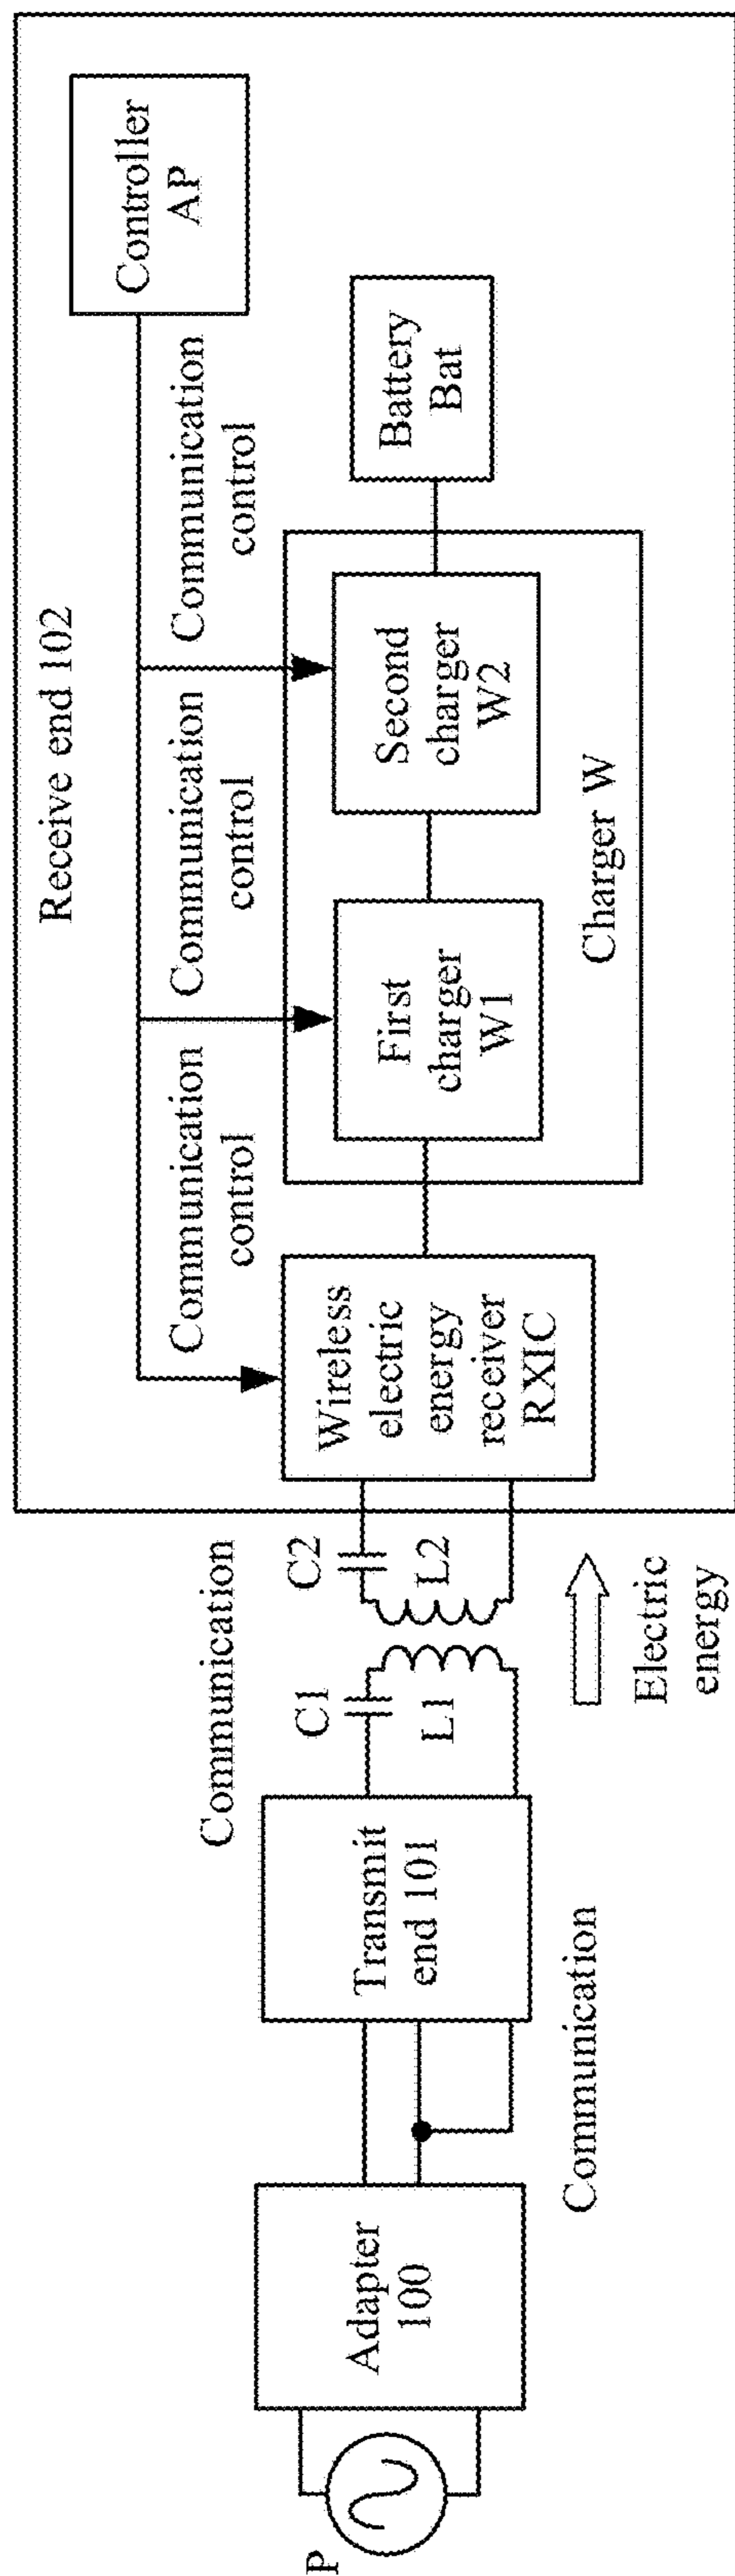 Receive end 102
Controller
AP
Communication
control
Communication
control
Communication
control
P
Adapter
100
Communication
Transmit
end 101
Communication
C1
L1
C2
L2
Electric
energy
Wireless
electric
energy
receiver
RXIC
First
charger
W1
Second
charger
W2
Charger W
Battery
Bat